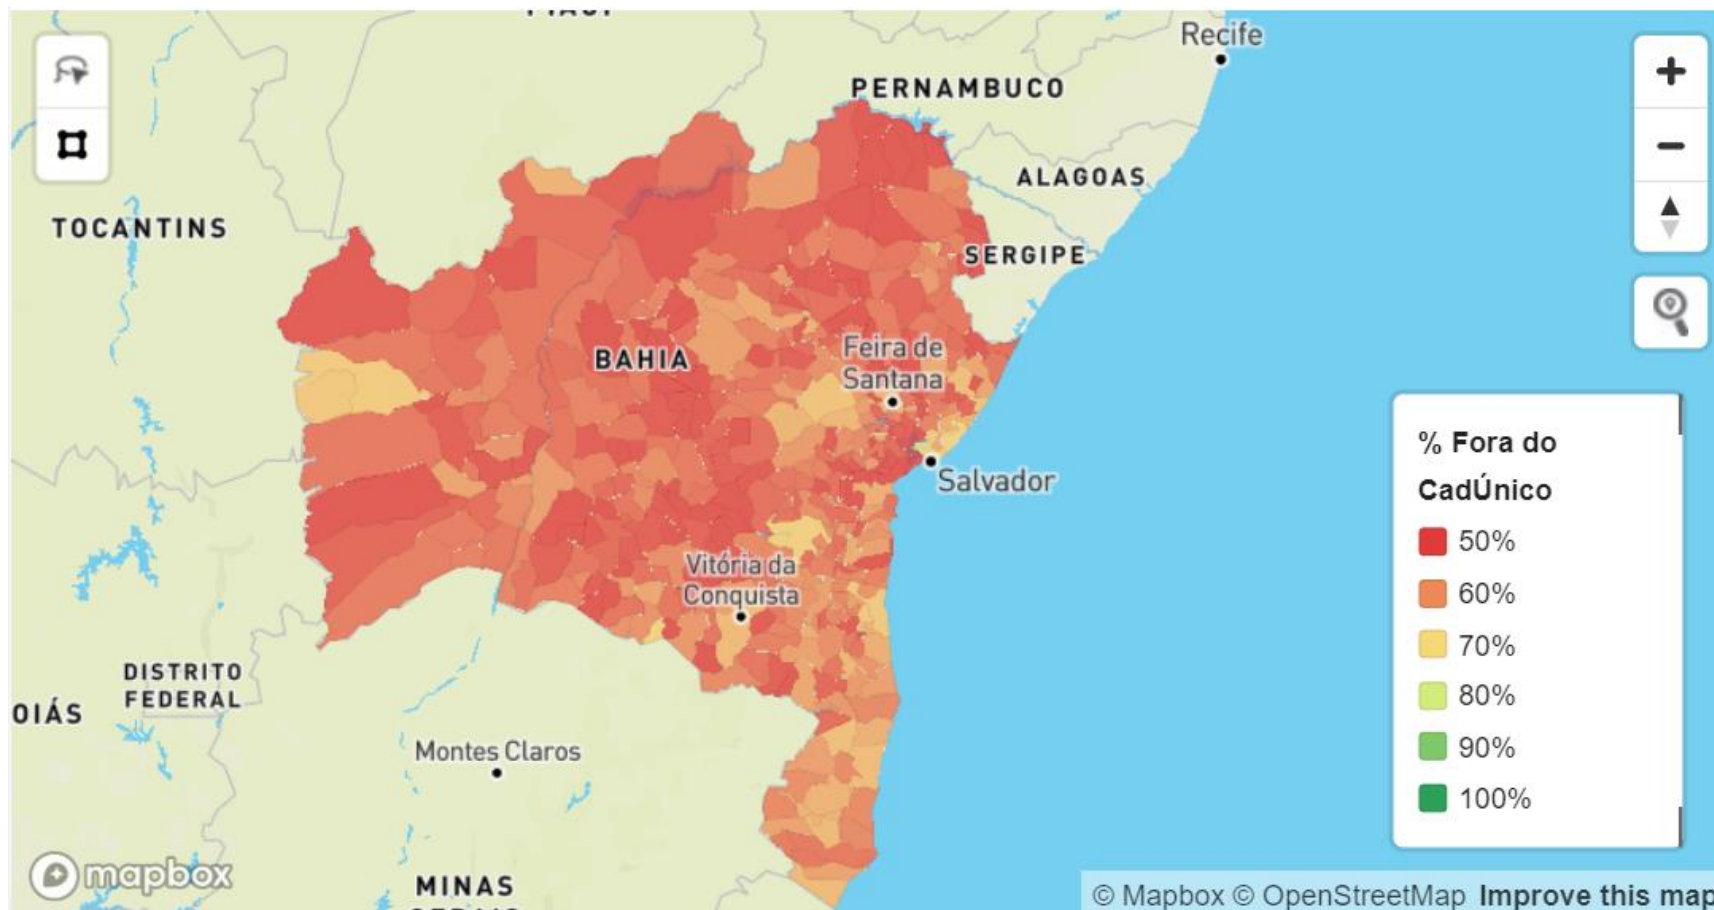 Recife
PERNAMBUCO
ALAGOAS
TOCANTINS
SERGIPE
BAHIA
Feira de
Santana
% Fora do
CadÚnico
Salvador
50%
Vitória da
Conquista
60%
70%
DISTRITO
FEDERAL
80%
OIÁS
90%
Montes Claros
100%
mapbox
MINAS
© Mapbox © OpenStreetMap Improve this map